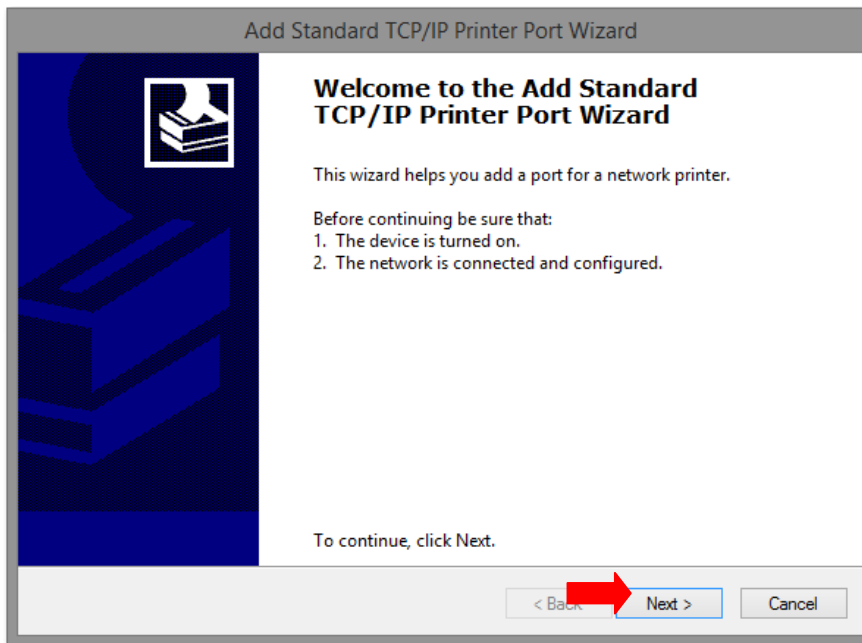 Add Standard TCP/IP Printer Port Wizard
Welcome to the Add Standard
TCP/IP Printer Port Wizard
This wizard helps you add a port for a network printer.
Before continuing be sure that:
1. The device is turned on.
2. The network is connected and configured.
To continue, click Next.
< Back
Next >
Cancel